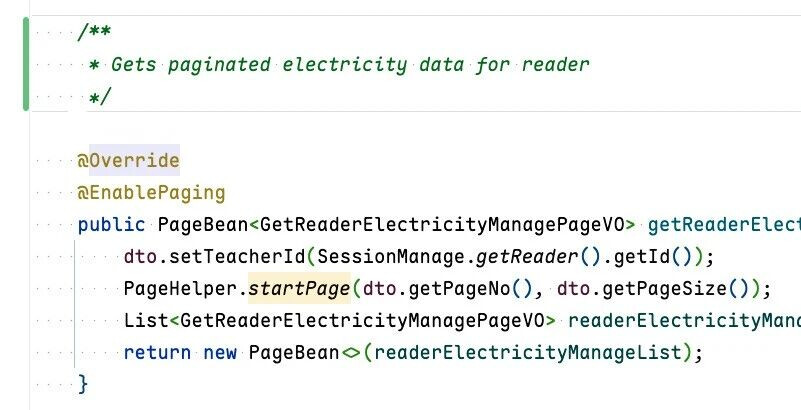 /**
* Gets paginated electricity data for reader
*/
@Override
@EnablePaging
public PageBean<GetReaderElectricityManagePageVO> getReaderElect
dto.setTeacherId(SessionManage.getReader().getId());
PageHelper.startPage(dto.getPageNo(), dto.getPageSize());
List<GetReaderElectricityManagePageVO> readerElectricityMana
return new PageBean<>(readerElectricityManageList);
}